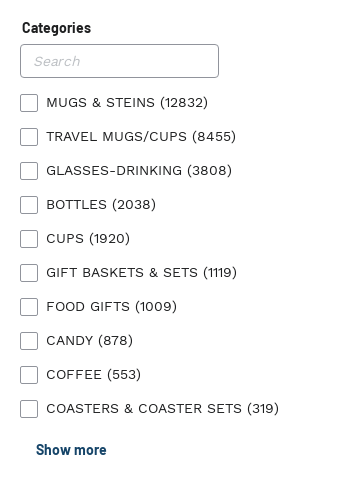 Categories
Search
MUGS & STEINS (12832)
TRAVEL MUGS/CUPS (8455)
GLASSES-DRINKING (3808)
BOTTLES (2038)
CUPS (1920)
GIFT BASKETS & SETS (1119)
FOOD GIFTS (1009)
CANDY (878)
COFFEE (553)
COASTERS & COASTER SETS (319)
Show more